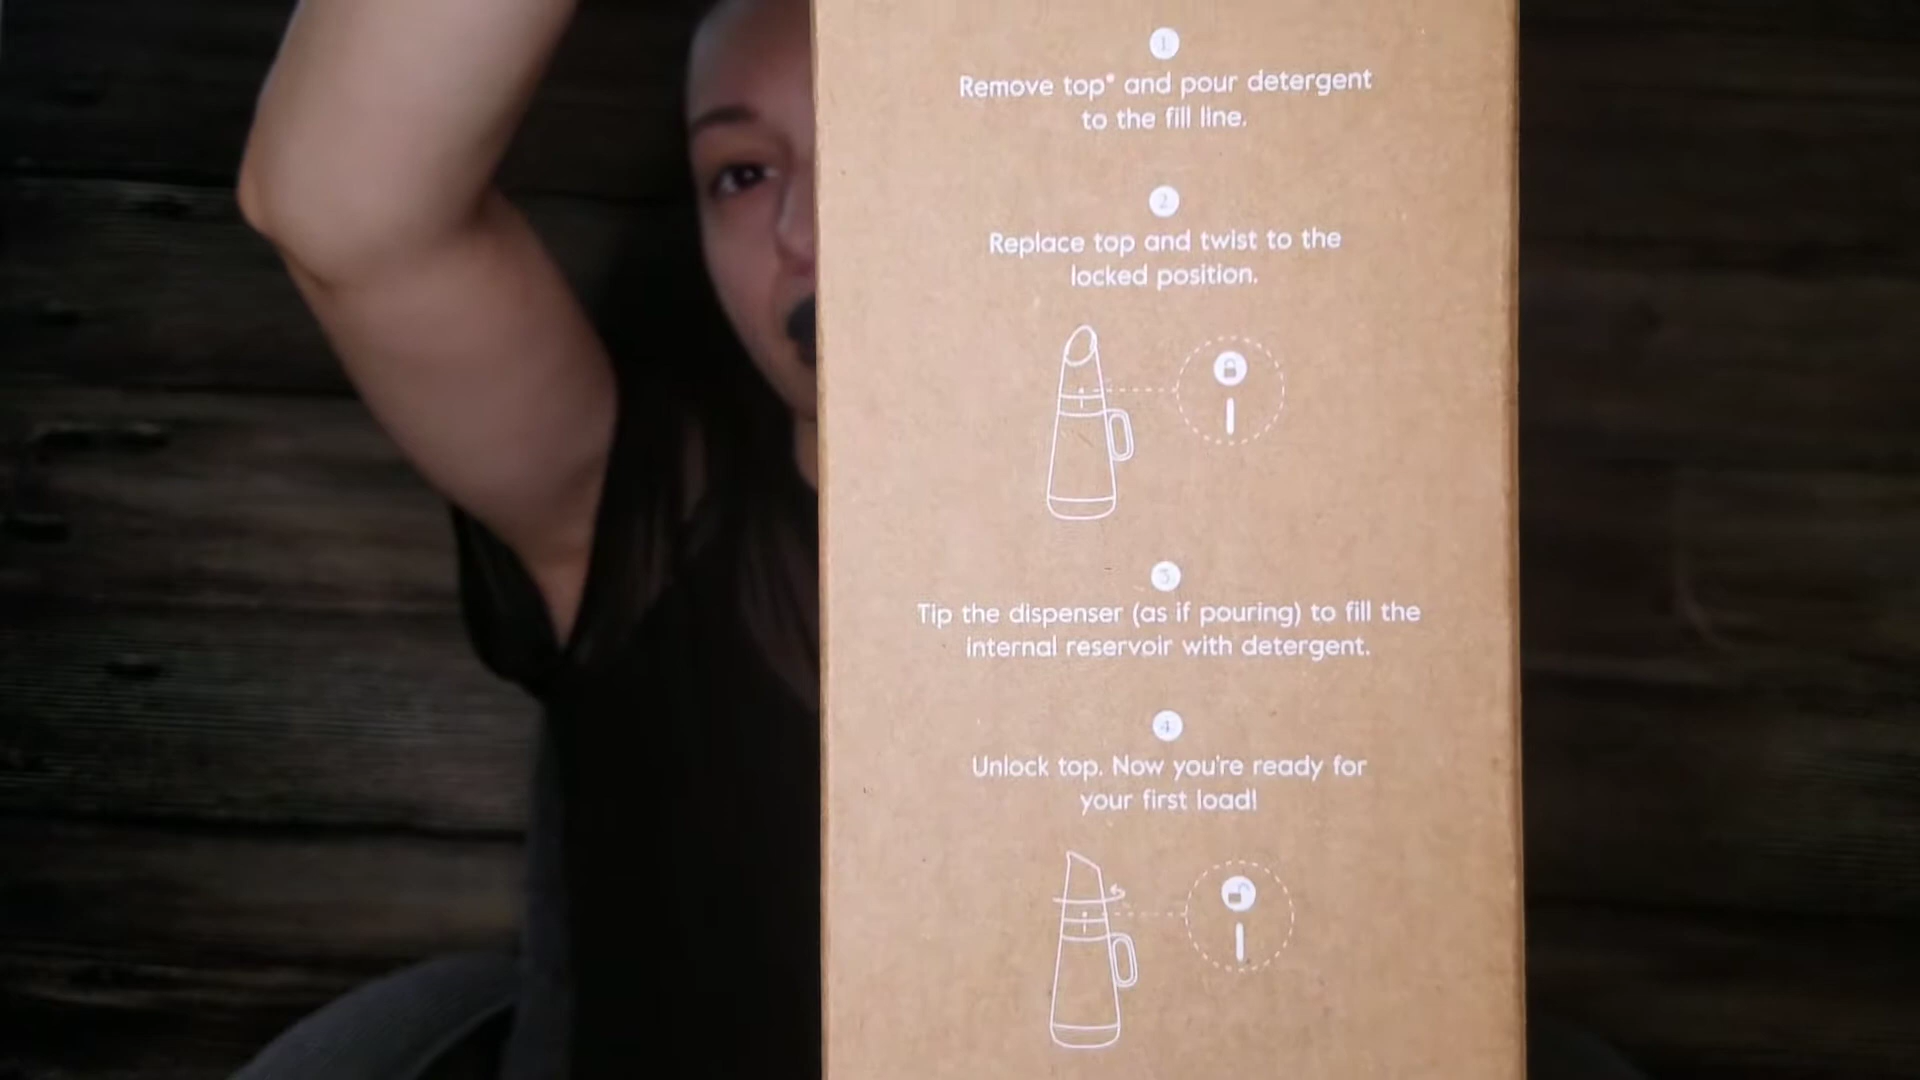 1
Remove top* and pour detergent
to the fill line.
2
Replace top and twist to the
locked position.
3
Tip the dispenser (as if pouring) to fill the
internal reservoir with detergent.
4
Unlock top. Now you're ready for
your first load!